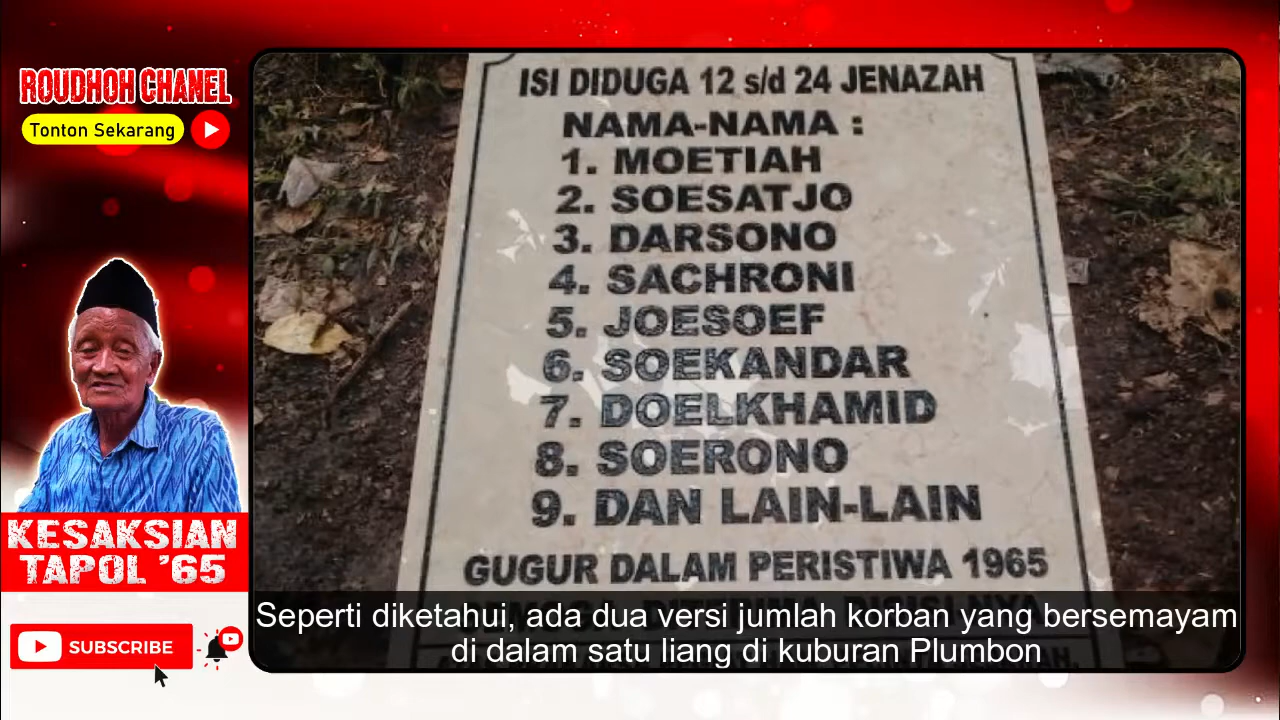 ROUDHOH CHANEL
Tonton Sekarang
KESAKSIAN
TAPOL '65
SUBSCRIBE
ISI DIDUGA 12 s/d 24 JENAZAH
NAMA-NAMA :
1. MOETIAH
2. SOESATJO
3. DARSONO
4. SACHRONI
5. JOESOEF
6. SOEKANDAR
7. DOELKHAMID
8. SOERONO
9. DAN LAIN-LAIN
GUGUR DALAM PERISTIWA 1965
Seperti diketahui, ada dua versi jumlah korban yang bersemayam
di dalam satu liang di kuburan Plumbon